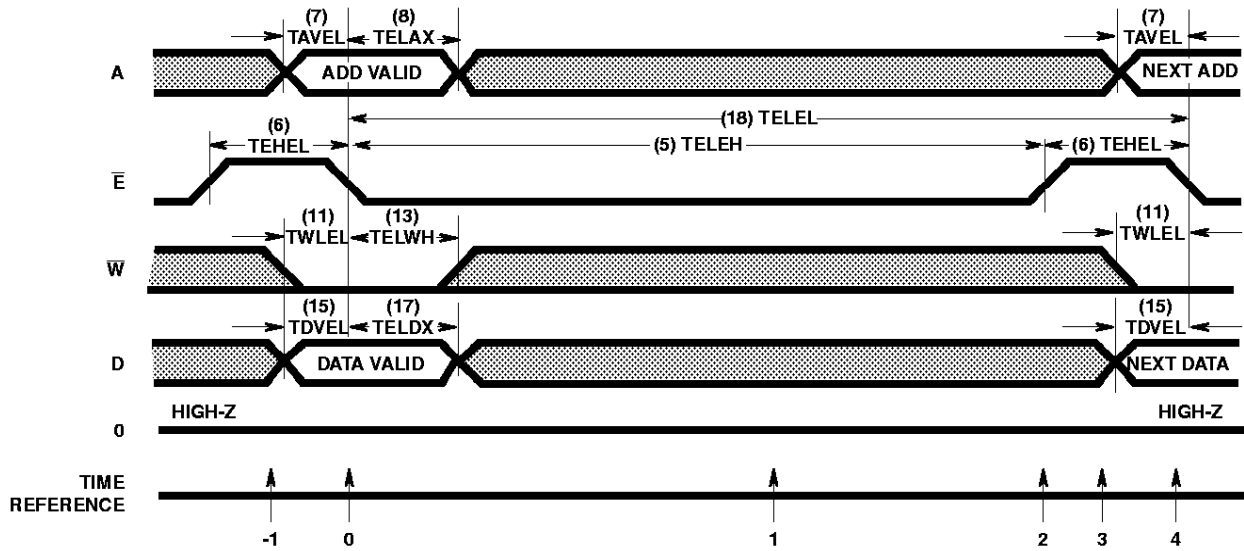 (7) (8) (7)
TAVEL TELAX TAVEL
A ADD VALID NEXT ADD
(18) TELEL
(6)
TEHEL (5) TELEH (6) TEHEL
E
(11) (13) (11)
TWLEL TELWH TWLEL
W
(15) (17) (15)
TDVEL TELDX TDVEL
D DATA VALID NEXT DATA
HIGH-Z HIGH-Z
0
TIME
REFERENCE
-1 0 1 2 3 4